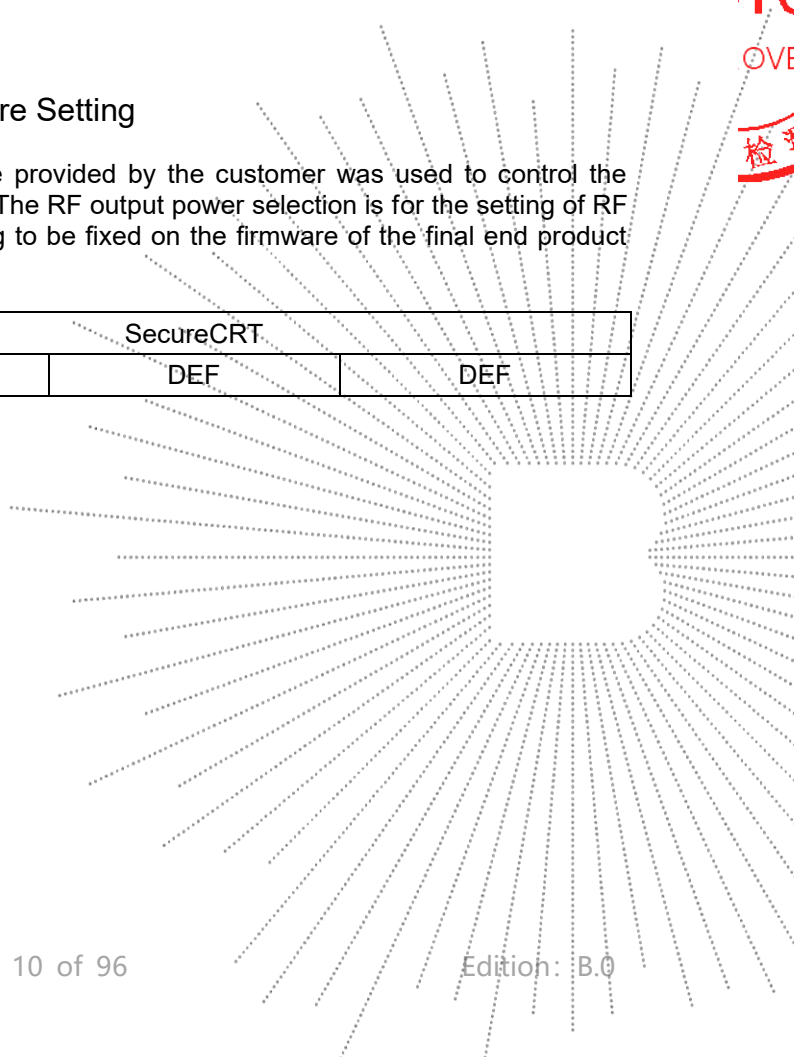 OVE
检
re Setting
provided by the customer was used to control the
The RF output power selection is for the setting of RF
to be fixed on the firmware of the final end product
SecureCRT
DEF DEF
10 of 96 Edition: B.0